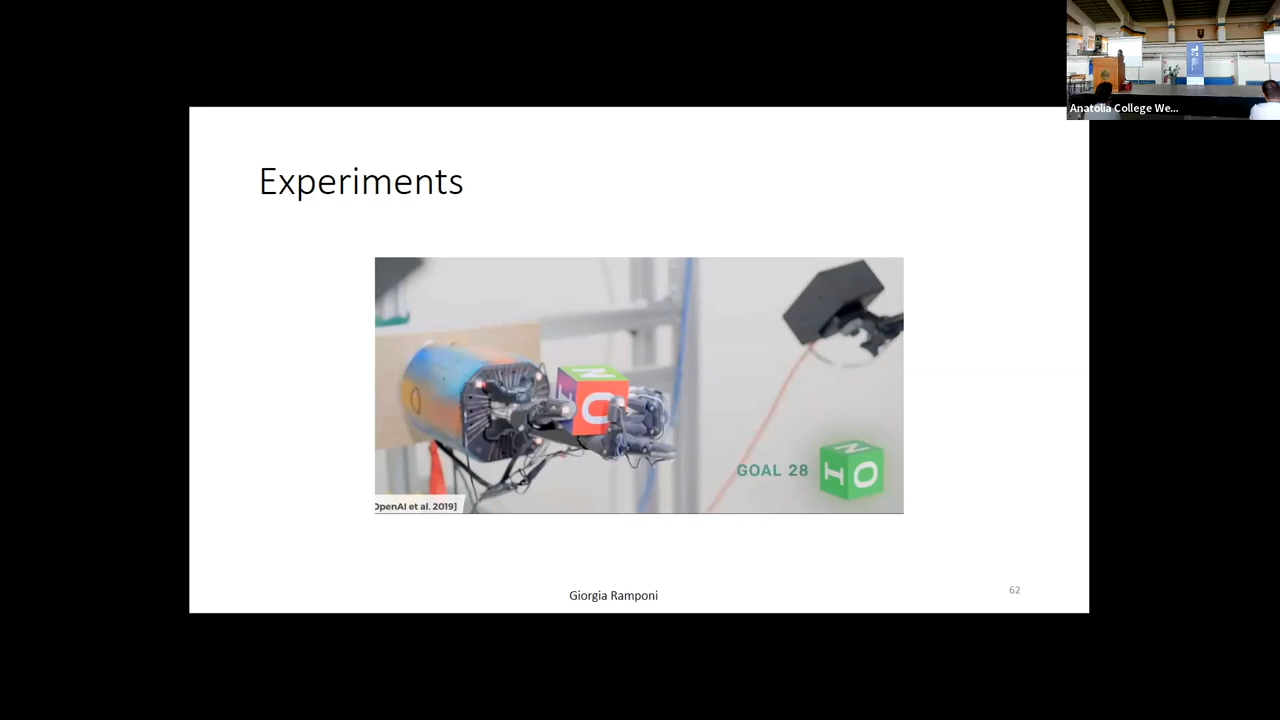 Anatolia College We...
Experiments
N
I
O
GOAL 28
N
I
O
OpenAI et al. 2019]
Giorgia Ramponi
62